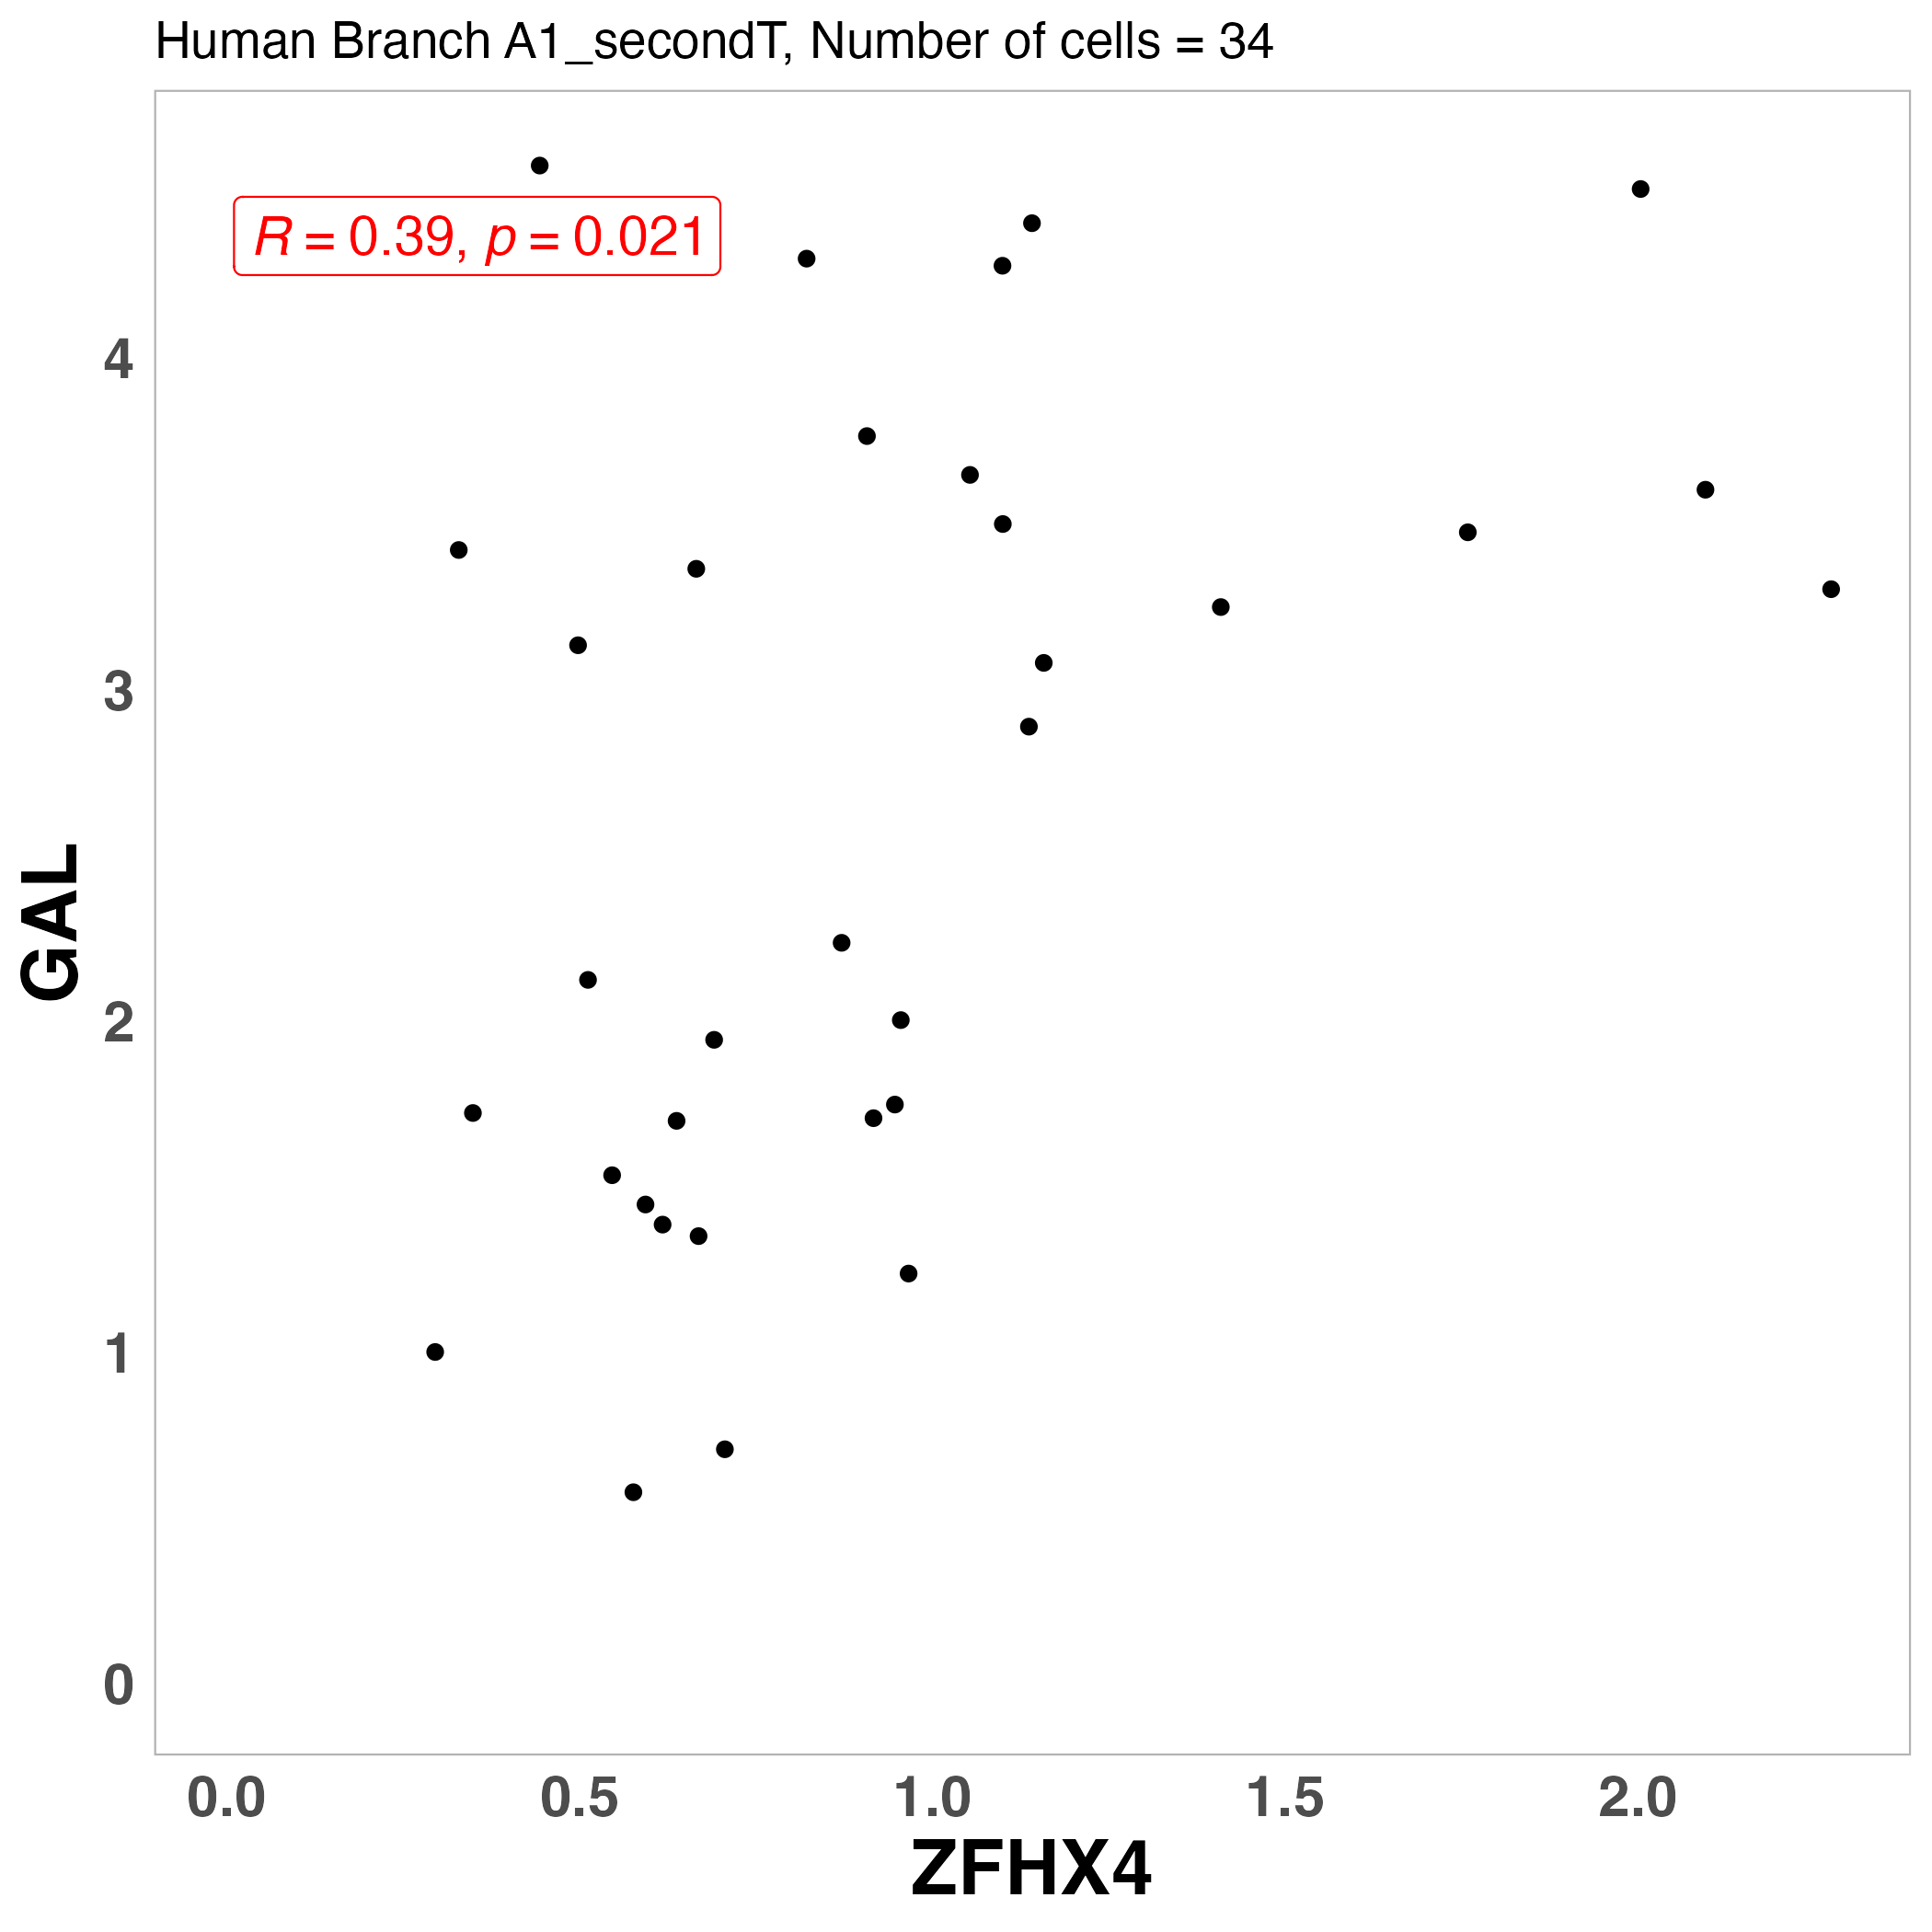 Human Branch A1_secondT, Number of cells = 34
R = 0.39, p = 0.021
4
3
2
1
0
GAL
0.0 0.5 1.0 1.5 2.0
ZFHX4